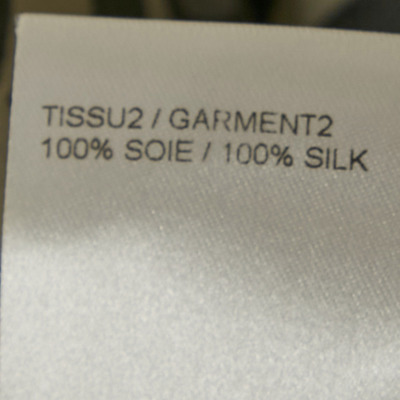 TISSU2 / GARMENT2
100% SOIE / 100% SILK